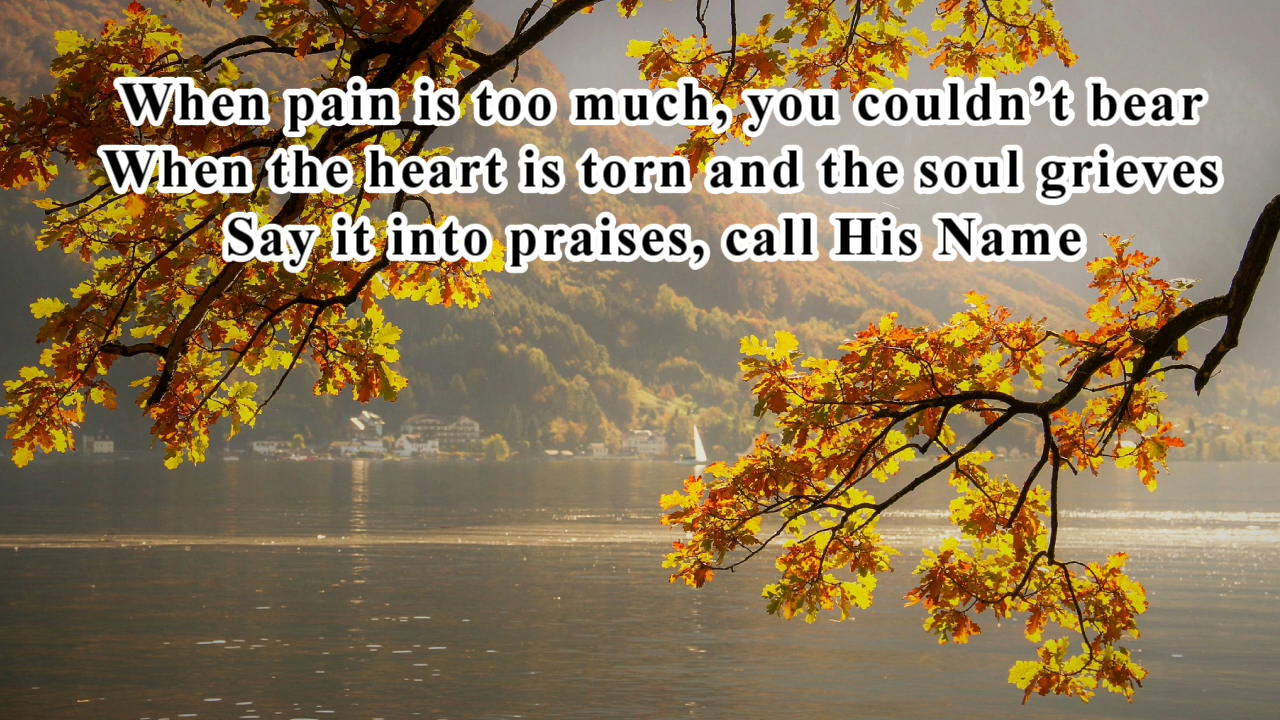 When pain is too much, you couldn’t bear
When the heart is torn and the soul grieves
Say it into praises, call His Name